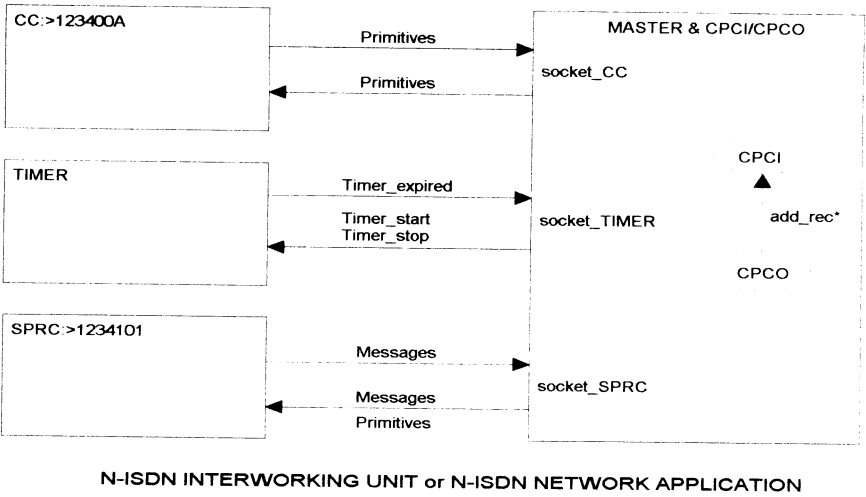 CC:>123400A
Primitives
Primitives
MASTER & CPCI/CPCO
socket_CC
CPCI
add_rec*
CPCO
TIMER
Timer_expired
Timer_start
Timer_stop
socket_TIMER
SPRC:>1234101
Messages
Messages
Primitives
socket_SPRC
N-ISDN INTERWORKING UNIT or N-ISDN NETWORK APPLICATION